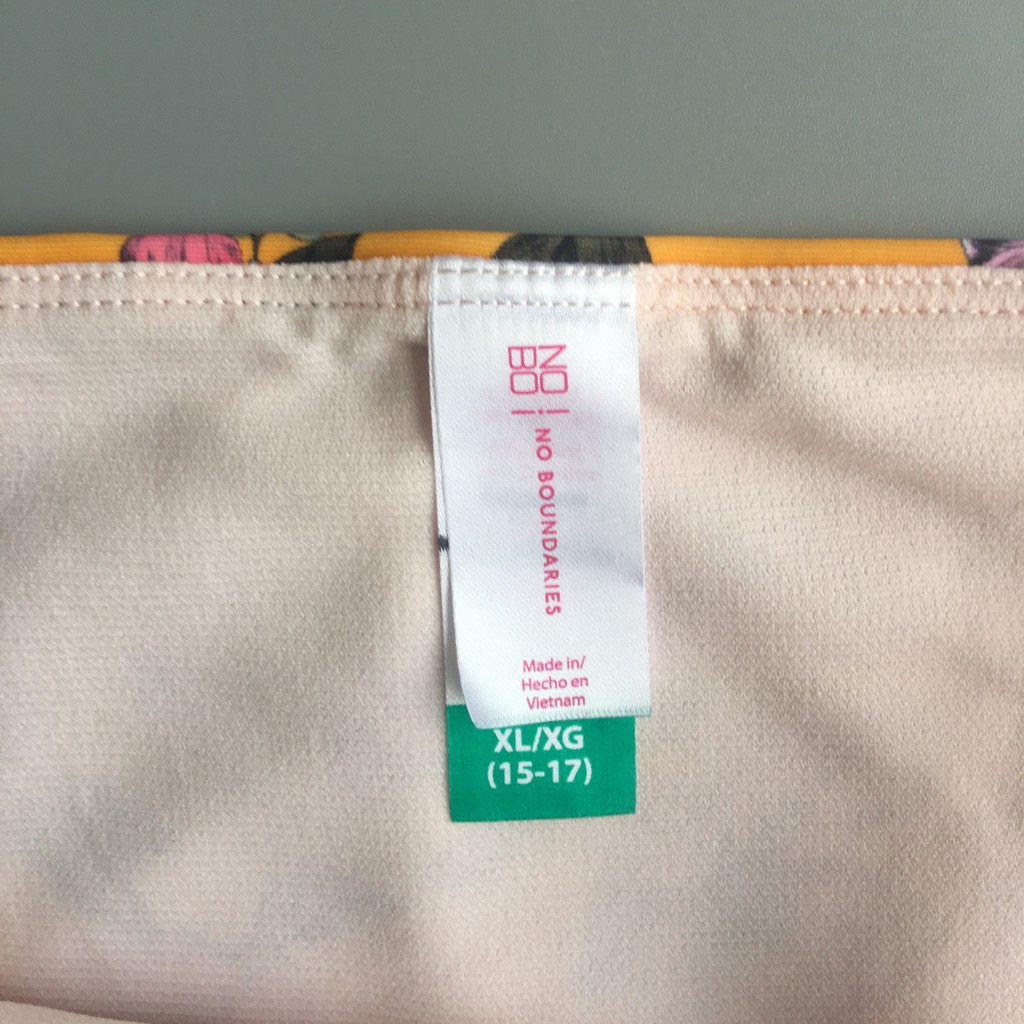 NO
BO
NO BOUNDARIES
Made in/
Hecho en
Vietnam
XL/XG
(15-17)